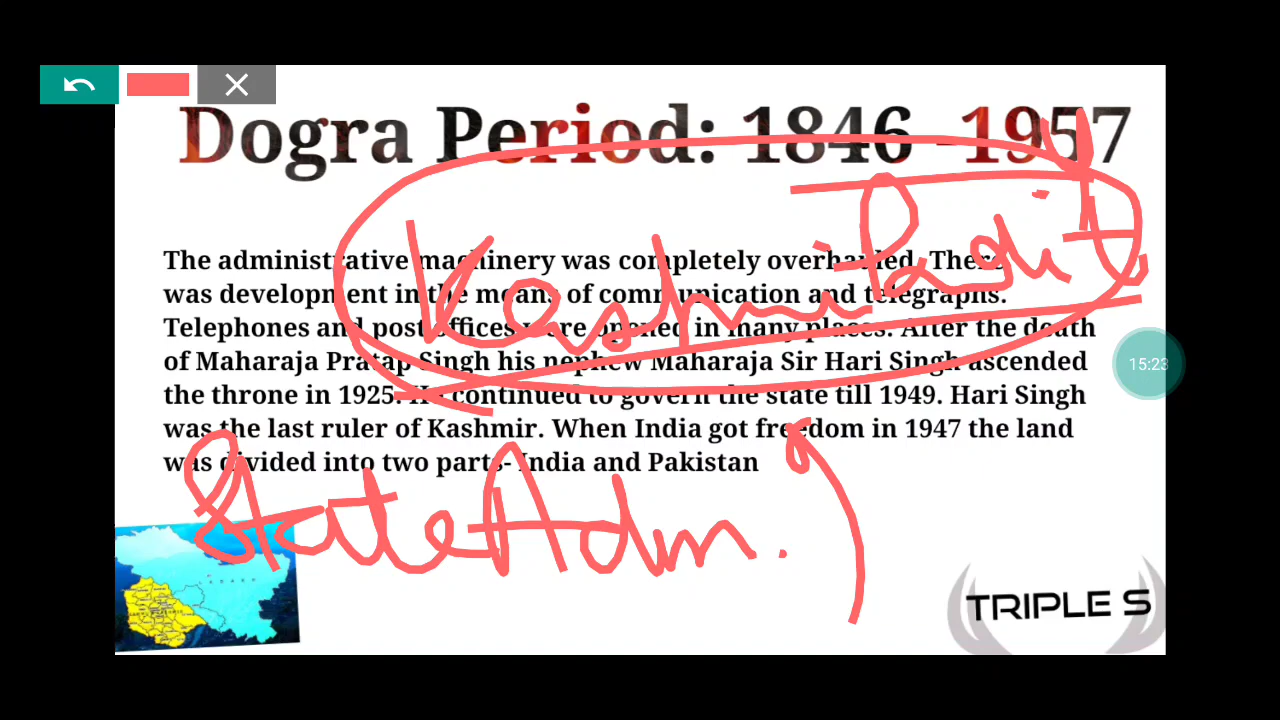 Dogra Period: 1846 -1957
Kashmiri Pandit
The administrative machinery was completely overhauled. There
was development in the means of communication and telegraphs.
Telephones and post offices were opened in many places. After the death
of Maharaja Pratap Singh his nephew Maharaja Sir Hari Singh ascended
the throne in 1925. He continued to govern the state till 1949. Hari Singh
was the last ruler of Kashmir. When India got freedom in 1947 the land
was divided into two parts- India and Pakistan
State Adm.
LADAKH
TRIPLE S
15:23